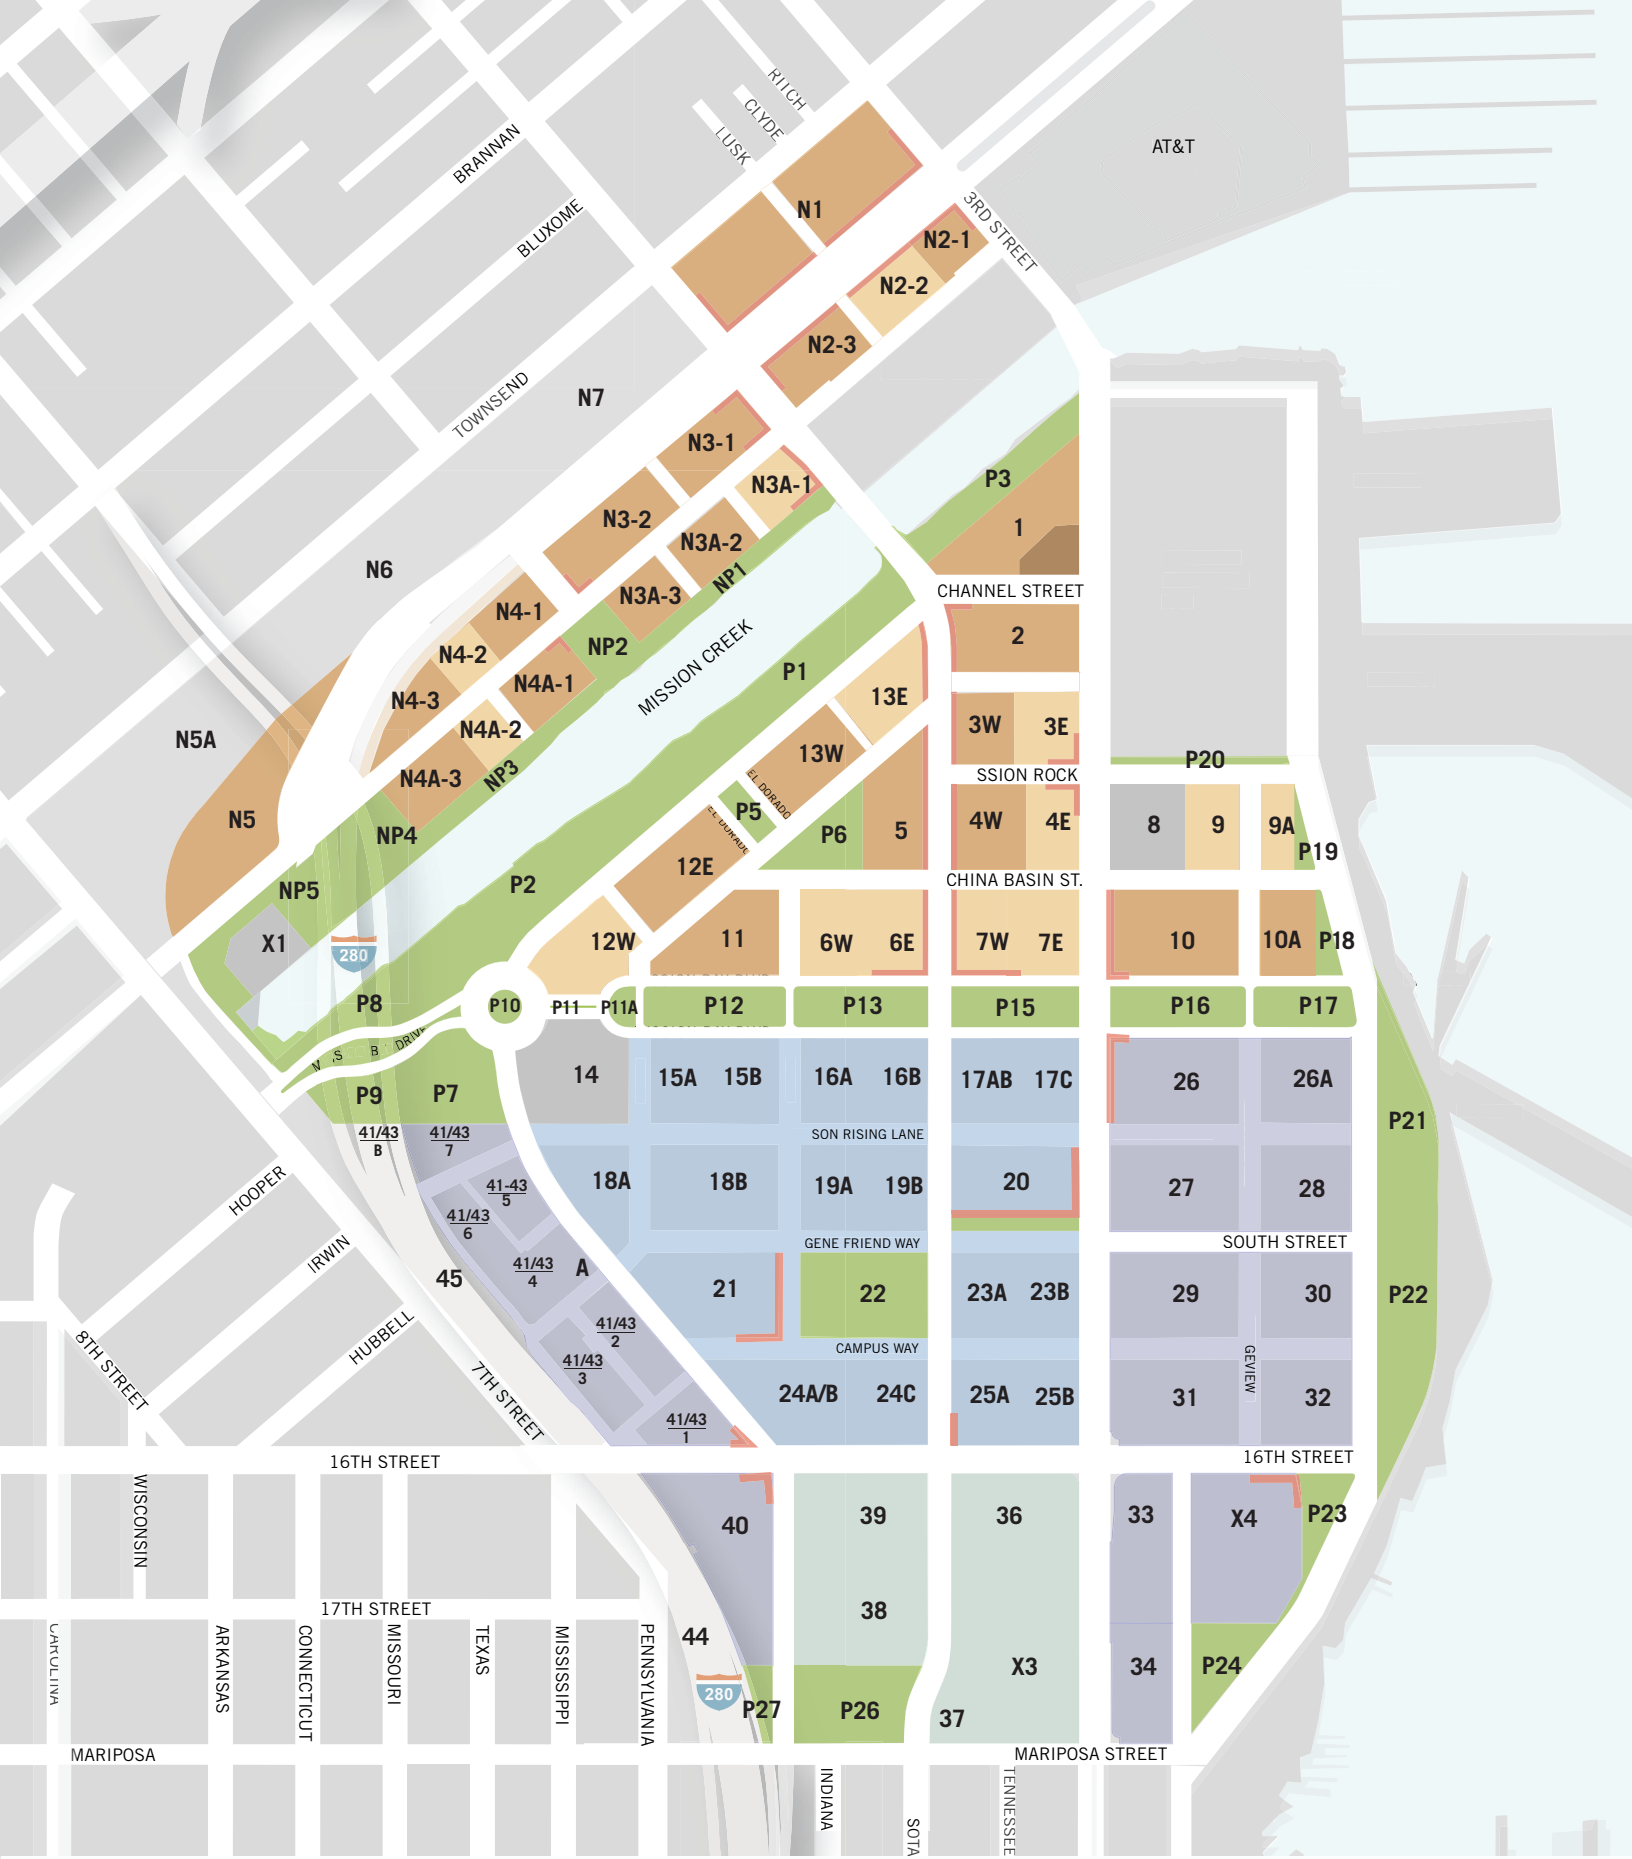 RITCH
CLYDE
LUSK
BRANNAN
AT&T
BLUXOME
N1
3RD STREET
N2-1
N2-2
N2-3
N7
TOWNSEND
N3-1
N3A-1
P3
N3-2
1
N3A-2
N6
NP1
CHANNEL STREET
N3A-3
N4-1
2
NP2
N4-2
MISSION CREEK
P1
N4A-1
13E
N4-3
3W
3E
N4A-2
N5A
13W
P20
SSION ROCK
NP3
N4A-3
EL DORADO
P5
N5
4W
4E
8
9
9A
P6
5
EL DORADO
NP4
P19
12E
CHINA BASIN ST.
P2
NP5
X1
12W
11
6W
6E
7W
7E
10
10A
P18
280
P8
P10
P11
P11A
P12
P13
P15
P16
P17
DRIVE
14
15A
15B
16A
16B
17AB
17C
26
26A
P9
P7
P21
41/43
B
41/43
7
SON RISING LANE
18A
18B
19A
19B
20
27
28
41-43
5
HOOPER
41/43
6
GENE FRIEND WAY
SOUTH STREET
IRWIN
45
41/43
4
A
21
22
23A
23B
29
30
P22
41/43
2
CAMPUS WAY
HUBBELL
8TH STREET
41/43
3
GEVIEW
7TH STREET
24A/B
24C
25A
25B
31
32
41/43
1
16TH STREET
16TH STREET
WISCONSIN
40
39
36
33
X4
P23
17TH STREET
38
CAROLINA
ARKANSAS
CONNECTICUT
MISSOURI
TEXAS
MISSISSIPPI
PENNSYLVANIA
44
X3
34
P24
280
P27
P26
37
MARIPOSA
MARIPOSA STREET
INDIANA
SOTA
TENNESSEE